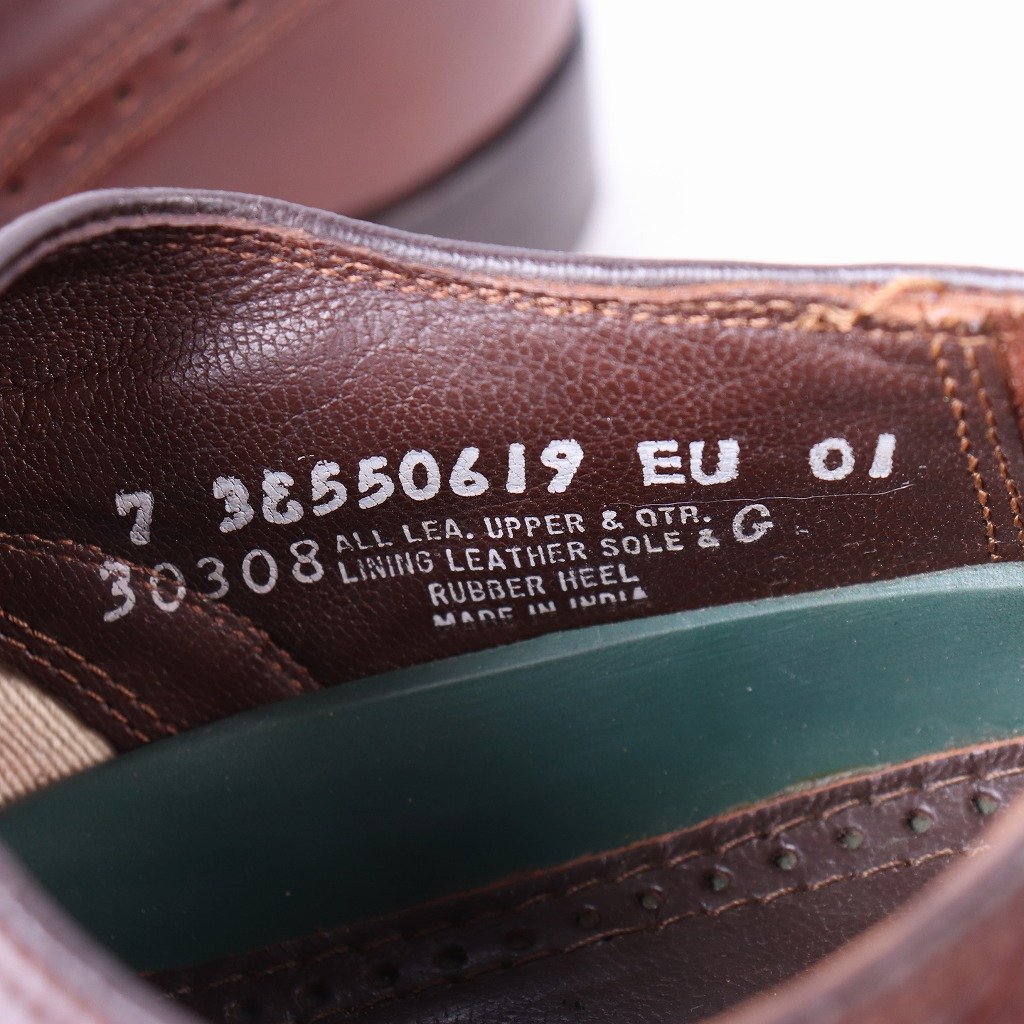 7 38550619 EU 01
30308 ALL LEA. UPPER & QTR. G
LINING LEATHER SOLE &
RUBBER HEEL
MADE IN INDIA